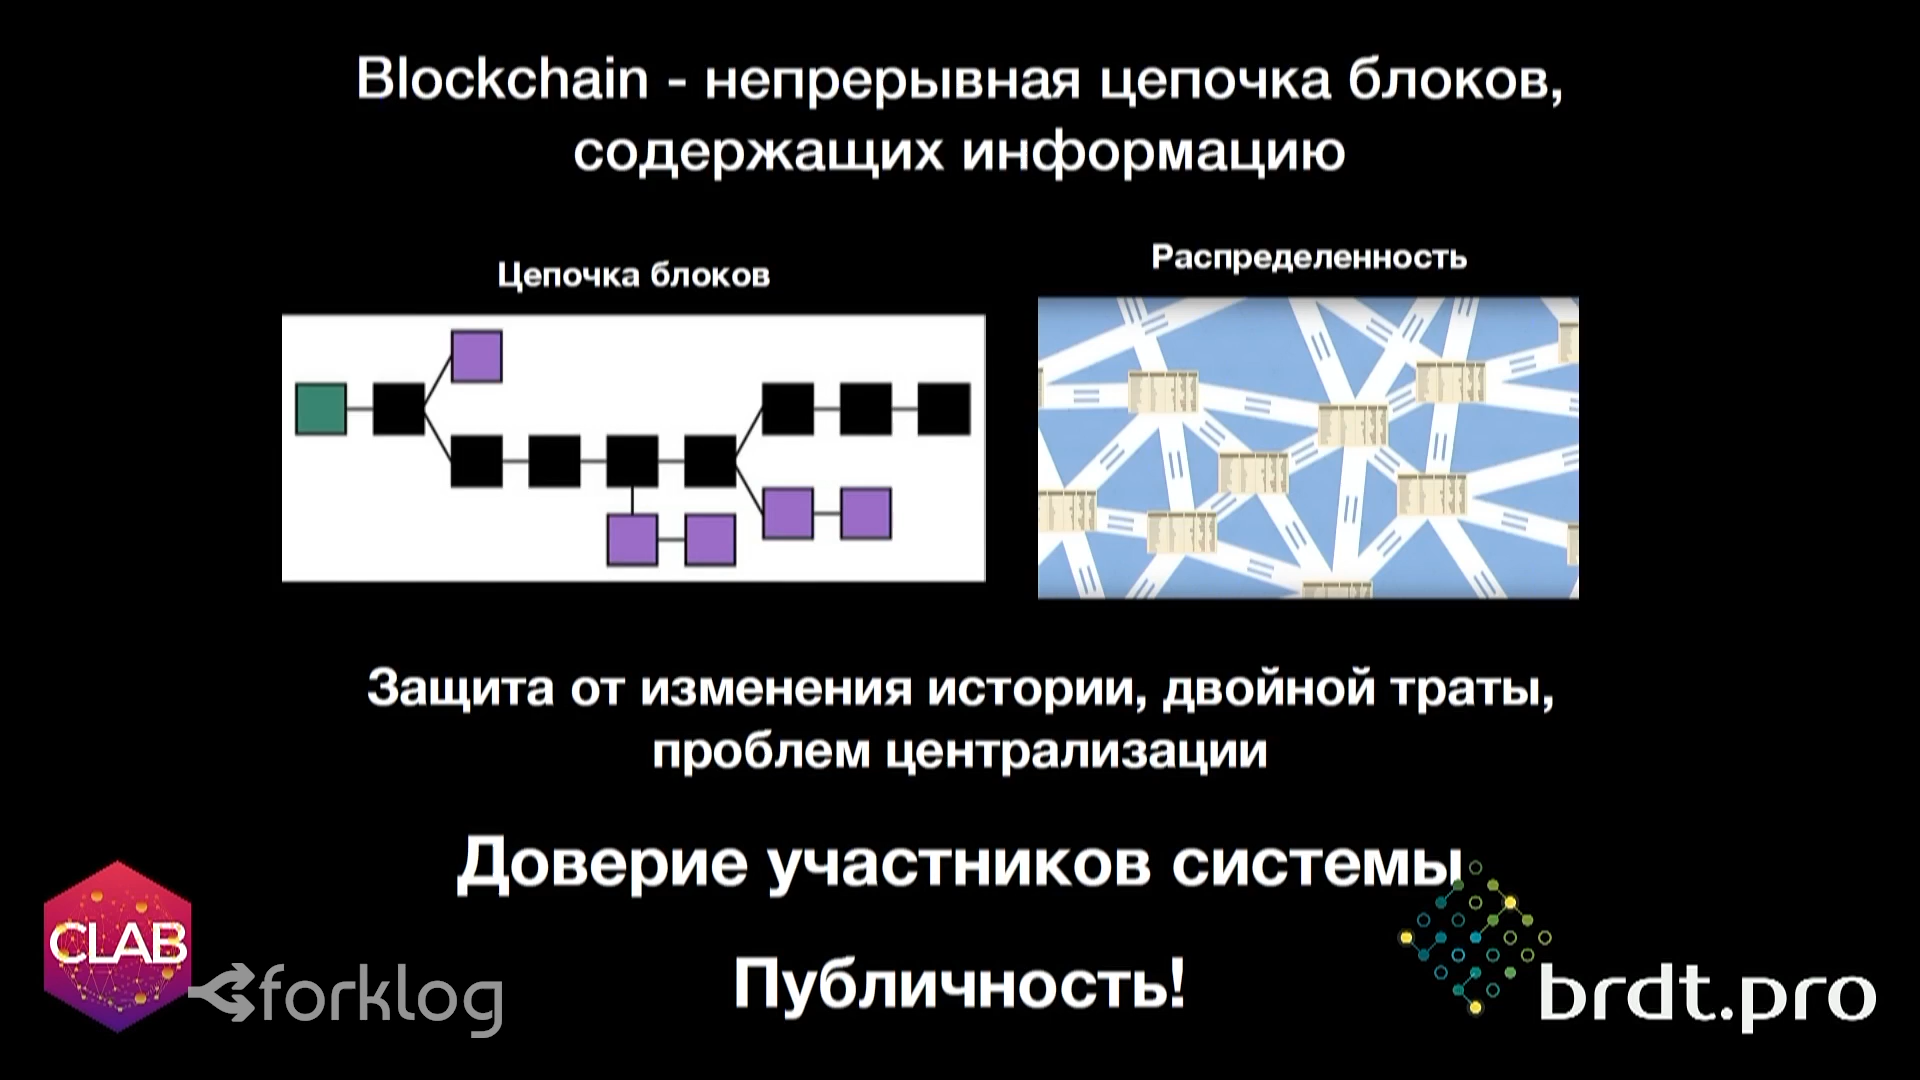 Blockchain - непрерывная цепочка блоков,
содержащих информацию
Цепочка блоков
Распределенность
Защита от изменения истории, двойной траты,
проблем централизации
Доверие участников системы
Публичность!
CLAB
forklog
brdt.pro